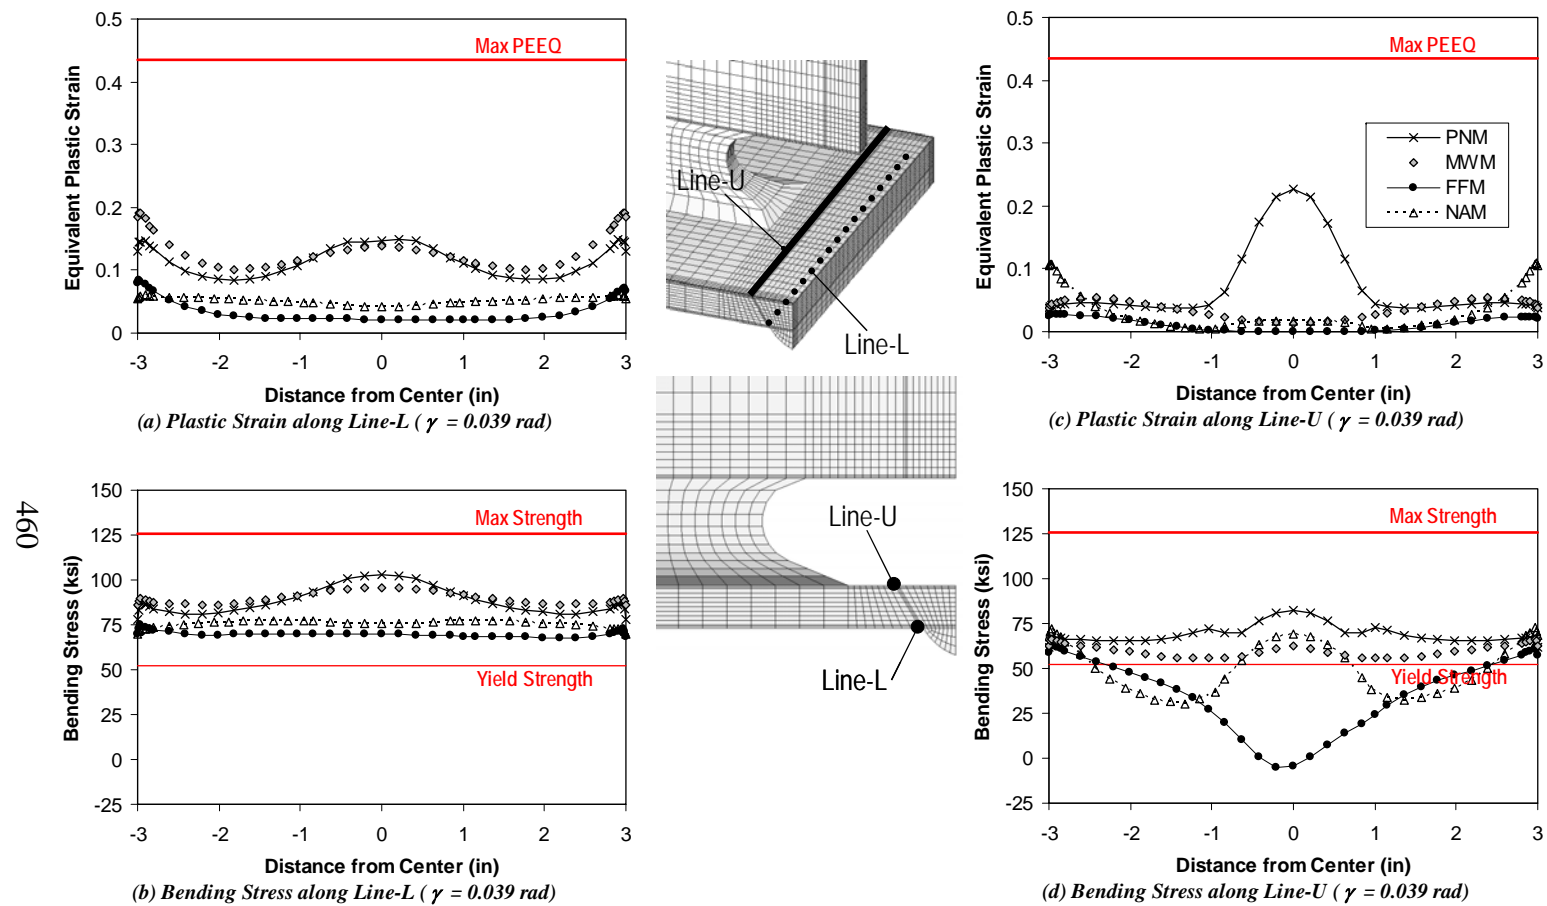 0.5
0.4
0.3
0.2
0.1
0
Equivalent Plastic Strain
Max PEEQ
-3 -2 -1 0 1 2 3
Distance from Center (in)
(a) Plastic Strain along Line-L ( γ = 0.039 rad)
Line-U
Line-L
0.5
0.4
0.3
0.2
0.1
0
Equivalent Plastic Strain
Max PEEQ
PNM
MWM
FFM
NAM
-3 -2 -1 0 1 2 3
Distance from Center (in)
(c) Plastic Strain along Line-U ( γ = 0.039 rad)
460
150
125
100
75
50
25
0
-25
Bending Stress (ksi)
Max Strength
Yield Strength
-3 -2 -1 0 1 2 3
Distance from Center (in)
(b) Bending Stress along Line-L ( γ = 0.039 rad)
Line-U
Line-L
150
125
100
75
50
25
0
-25
Bending Stress (ksi)
Max Strength
Yield Strength
-3 -2 -1 0 1 2 3
Distance from Center (in)
(d) Bending Stress along Line-U ( γ = 0.039 rad)